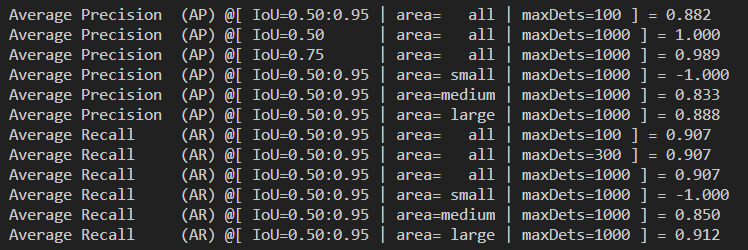 Average Precision  (AP) @[ IoU=0.50:0.95 | area=   all | maxDets=100 ] = 0.882
Average Precision  (AP) @[ IoU=0.50      | area=   all | maxDets=1000 ] = 1.000
Average Precision  (AP) @[ IoU=0.75      | area=   all | maxDets=1000 ] = 0.989
Average Precision  (AP) @[ IoU=0.50:0.95 | area= small | maxDets=1000 ] = -1.000
Average Precision  (AP) @[ IoU=0.50:0.95 | area=medium | maxDets=1000 ] = 0.833
Average Precision  (AP) @[ IoU=0.50:0.95 | area= large | maxDets=1000 ] = 0.888
Average Recall     (AR) @[ IoU=0.50:0.95 | area=   all | maxDets=100 ] = 0.907
Average Recall     (AR) @[ IoU=0.50:0.95 | area=   all | maxDets=300 ] = 0.907
Average Recall     (AR) @[ IoU=0.50:0.95 | area=   all | maxDets=1000 ] = 0.907
Average Recall     (AR) @[ IoU=0.50:0.95 | area= small | maxDets=1000 ] = -1.000
Average Recall     (AR) @[ IoU=0.50:0.95 | area=medium | maxDets=1000 ] = 0.850
Average Recall     (AR) @[ IoU=0.50:0.95 | area= large | maxDets=1000 ] = 0.912